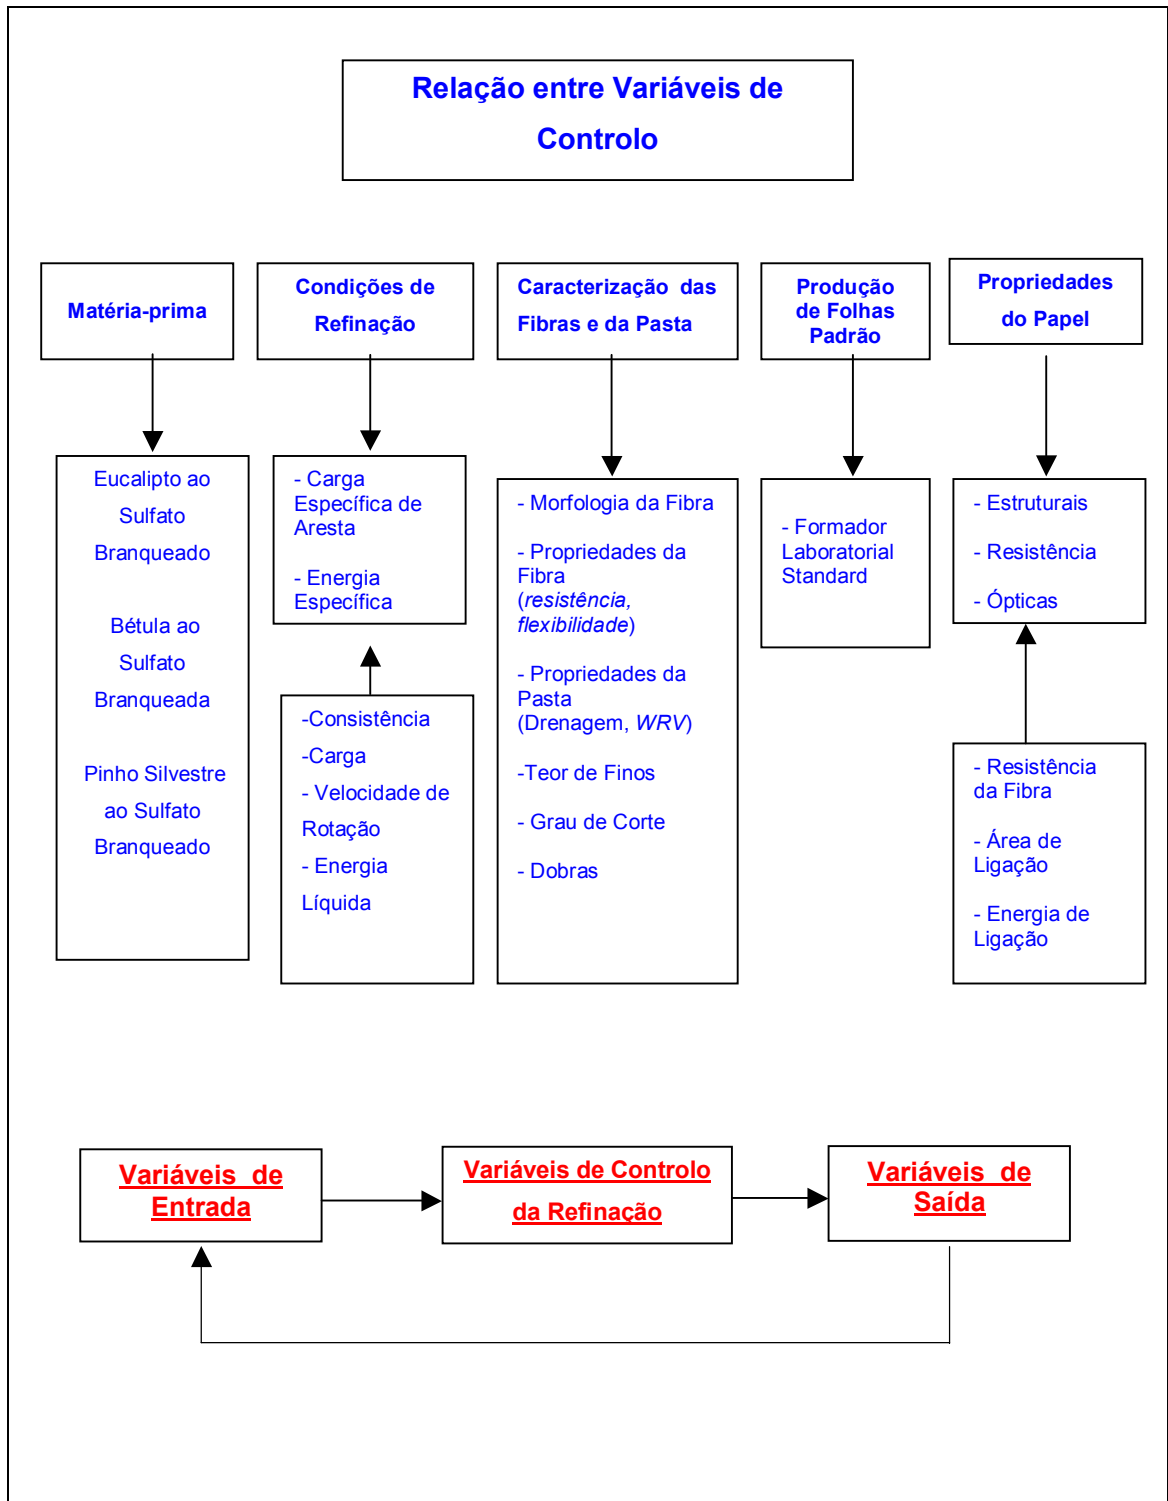 Relação entre Variáveis de
Controlo
Matéria-prima
Condições de
Refinação
Caracterização das
Fibras e da Pasta
Produção
de Folhas
Padrão
Propriedades
do Papel
Eucalipto ao
Sulfato
Branqueado
Bétula ao
Sulfato
Branqueada
Pinho Silvestre
ao Sulfato
Branqueado
- Carga
Específica de
Aresta
- Energia
Específica
-Consistência
-Carga
- Velocidade de
Rotação
- Energia
Líquida
- Morfologia da Fibra
- Propriedades da
Fibra
(resistência,
flexibilidade)
- Propriedades da
Pasta
(Drenagem, WRV)
-Teor de Finos
- Grau de Corte
- Dobras
- Formador
Laboratorial
Standard
- Estruturais
- Resistência
- Ópticas
- Resistência
da Fibra
- Área de
Ligação
- Energia de
Ligação
Variáveis de
Entrada
Variáveis de Controlo
da Refinação
Variáveis de
Saída